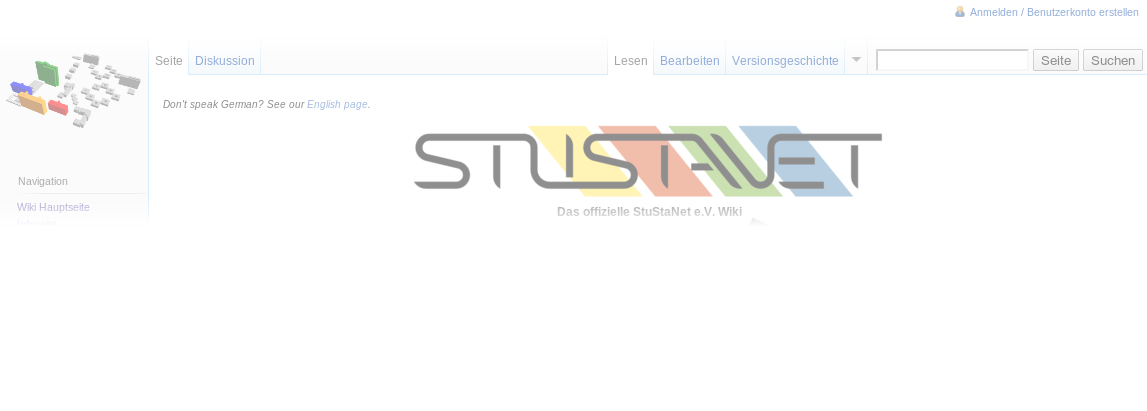 Anmelden / Benutzerkonto erstellen
Seite Diskussion Lesen Bearbeiten Versionsgeschichte Seite Suchen
Don't speak German? See our English page.
STUSTANET
Das offizielle StuStaNet e.V. Wiki
Navigation
Wiki Hauptseite